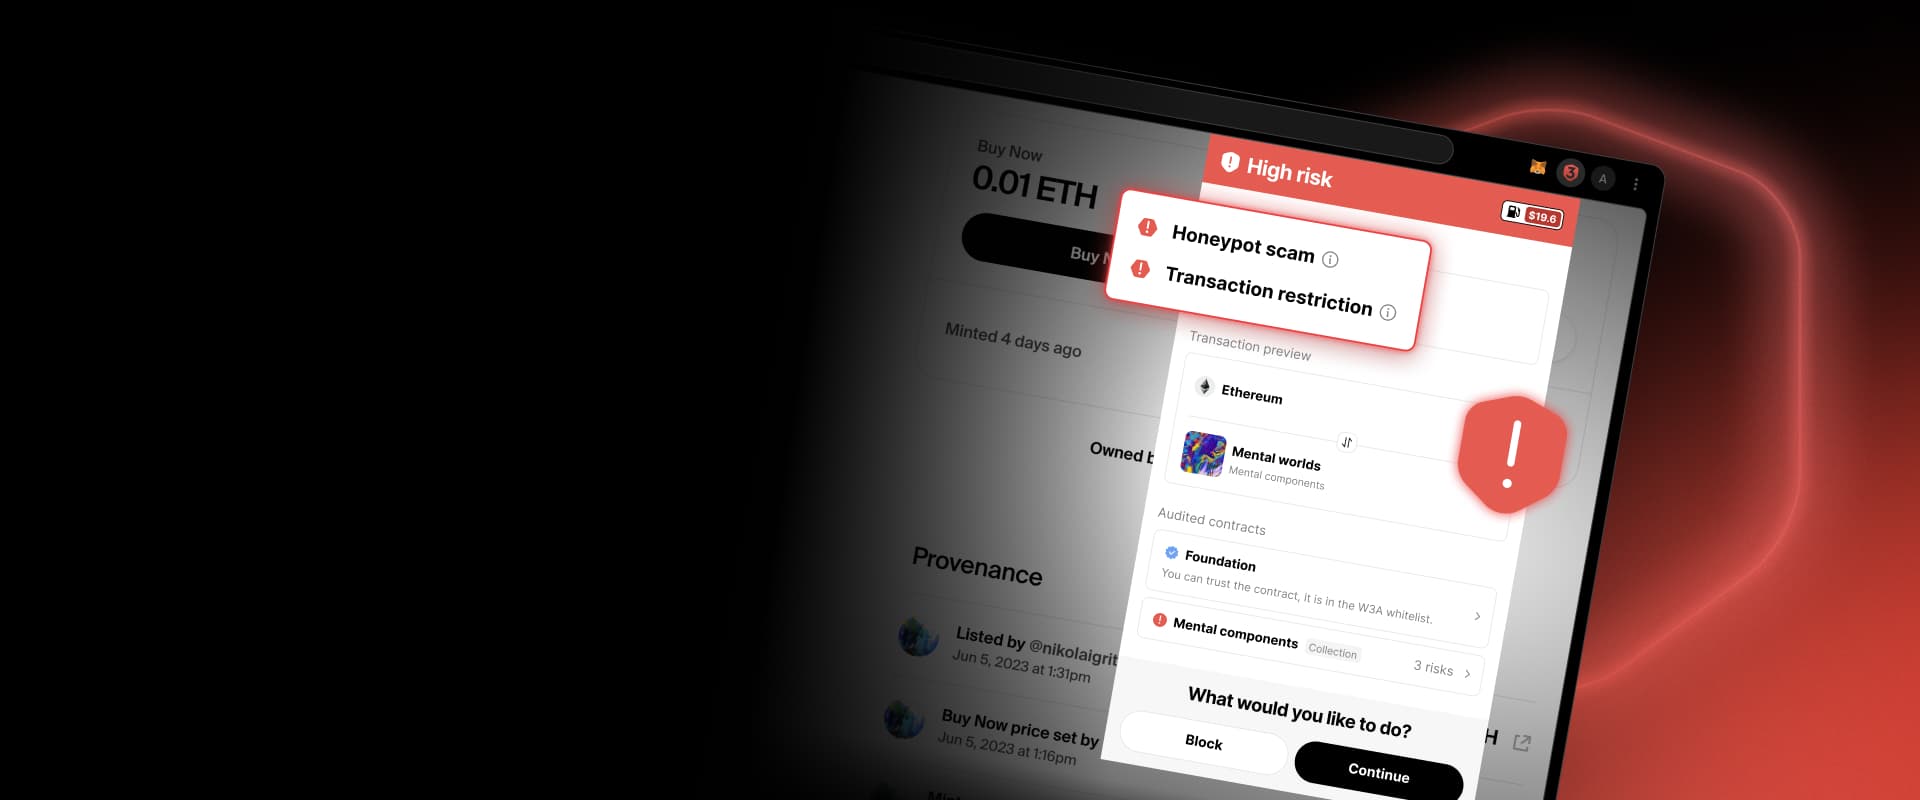 Buy Now
0.01 ETH
Buy
Minted 4 days ago
Owned
Provenance
Listed by @nikolaigrit
Jun 5, 2023 at 1:31pm
Buy Now price set by
Jun 5, 2023 at 1:16pm
3
A
High risk
$19.6
Honeypot scam
Transaction restriction
Transaction preview
Ethereum
Mental worlds
Mental components
Audited contracts
Foundation
You can trust the contract, it is in the W3A whitelist.
Mental components Collection 3 risks
What would you like to do?
Block
Continue
H